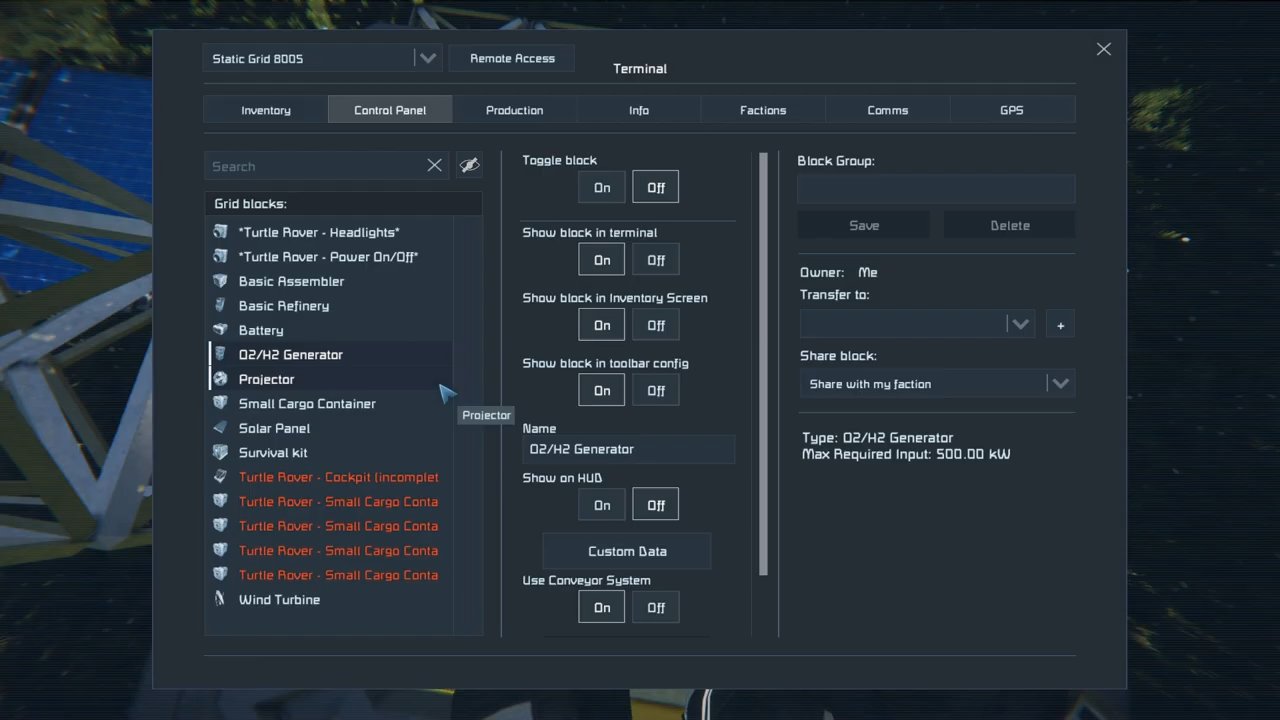 Static Grid 8005
Remote Access
Terminal
Inventory
Control Panel
Production
Info
Factions
Comms
GPS
Search
Grid blocks:
*Turtle Rover - Headlights*
*Turtle Rover - Power On/Off*
Basic Assembler
Basic Refinery
Battery
O2/H2 Generator
Projector
Small Cargo Container
Solar Panel
Survival kit
Turtle Rover - Cockpit (incomplet
Turtle Rover - Small Cargo Conta
Turtle Rover - Small Cargo Conta
Turtle Rover - Small Cargo Conta
Turtle Rover - Small Cargo Conta
Wind Turbine
Projector
Toggle block
On Off
Show block in terminal
On Off
Show block in Inventory Screen
On Off
Show block in toolbar config
On Off
Name
O2/H2 Generator
Show on HUD
On Off
Custom Data
Use Conveyor System
On Off
Block Group:
Save Delete
Owner: Me
Transfer to:
+
Share block:
Share with my faction
Type: O2/H2 Generator
Max Required Input: 500.00 kW